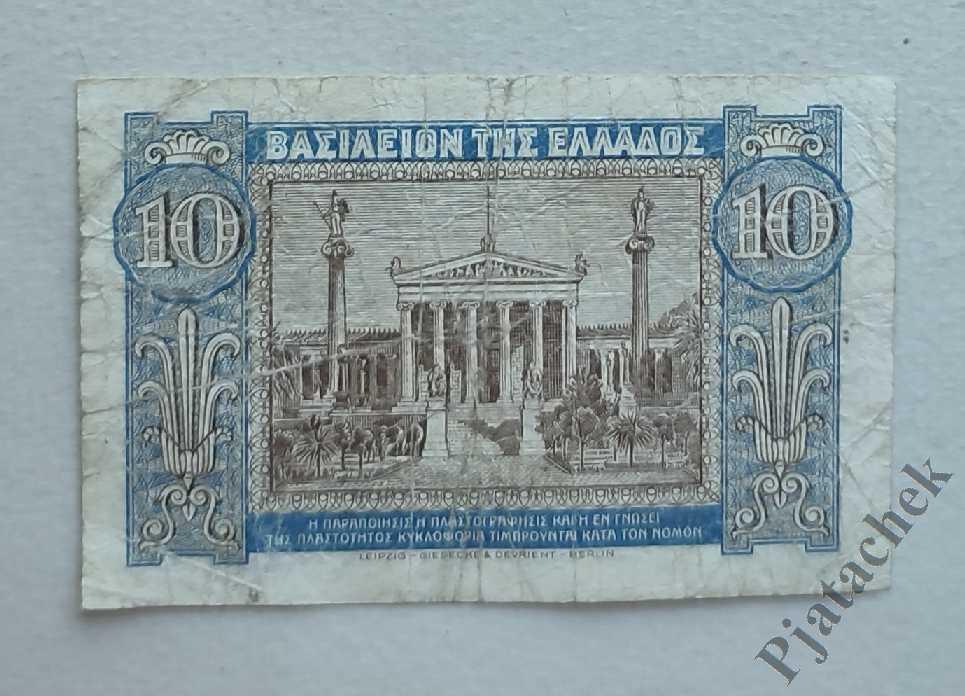 ΒΑΣΙΛΕΙΟΝ ΤΗΣ ΕΛΛΑΔΟΣ
10
10
Η ΠΑΡΑΠΟΙΗΣΙΣ Η ΠΛΑΣΤΟΓΡΑΦΗΣΙΣ ΚΑΙ Η ΕΝ ΓΝΩΣΕΙ
ΤΗΣ ΠΛΑΣΤΟΤΗΤΟΣ ΚΥΚΛΟΦΟΡΙΑ ΤΙΜΩΡΟΥΝΤΑΙ ΚΑΤΑ ΤΟΝ ΝΟΜΟΝ
LEIPZIG – GIESECKE & DEVRIENT – BERLIN
Pjatachek